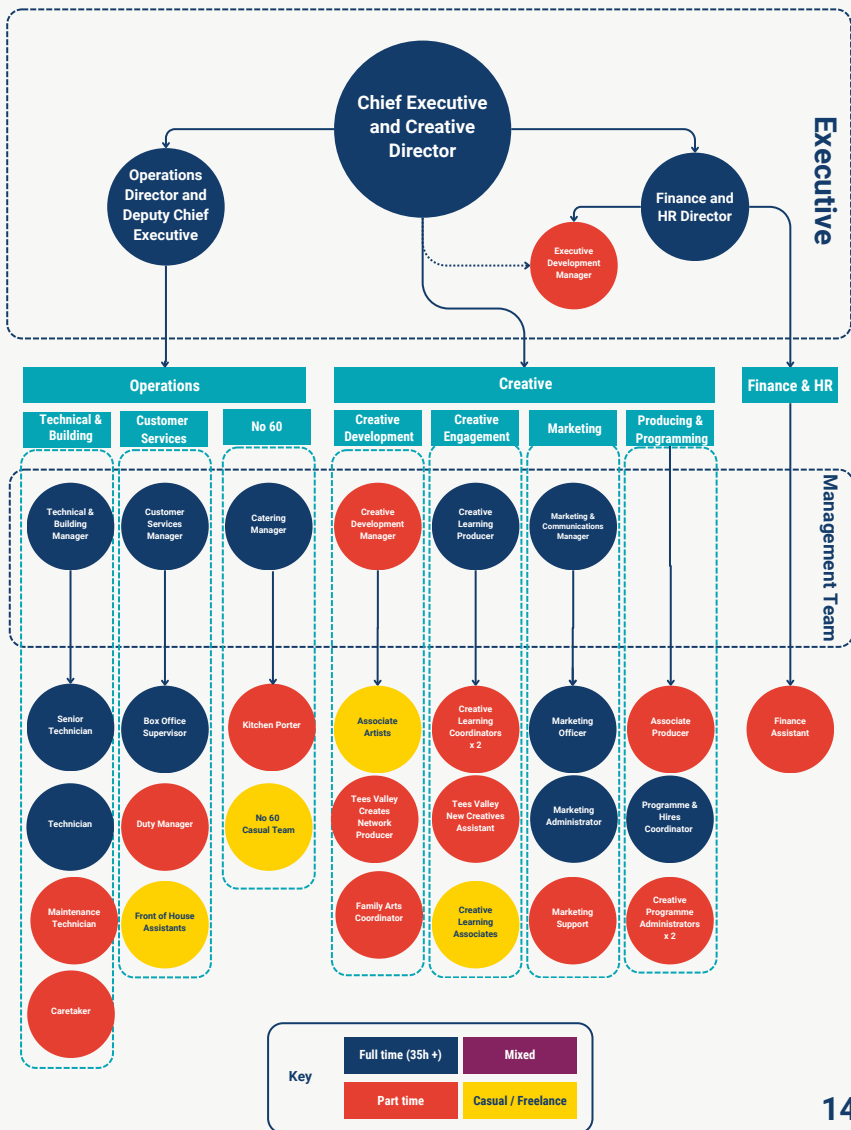 Chief Executive
and Creative
Director
Executive
Operations
Director and
Deputy Chief
Executive
Finance and
HR Director
Executive
Development
Manager
Operations
Creative
Finance & HR
Technical &
Building
Customer
Services
No 60
Creative
Development
Creative
Engagement
Marketing
Producing &
Programming
Management Team
Technical &
Building
Manager
Customer
Services
Manager
Catering
Manager
Creative
Development
Manager
Creative
Learning
Producer
Marketing &
Communications
Manager
Senior
Technician
Box Office
Supervisor
Kitchen Porter
Associate
Artists
Creative
Learning
Coordinators
x 2
Marketing
Officer
Associate
Producer
Finance
Assistant
Technician
Duty Manager
No 60
Casual Team
Tees Valley
Creates
Network
Producer
Tees Valley
New Creatives
Assistant
Marketing
Administrator
Programme &
Hires
Coordinator
Maintenance
Technician
Front of House
Assistants
Family Arts
Coordinator
Creative
Learning
Associates
Marketing
Support
Creative
Programme
Administrators
x 2
Caretaker
Key
Full time (35h +)
Mixed
Part time
Casual / Freelance
14